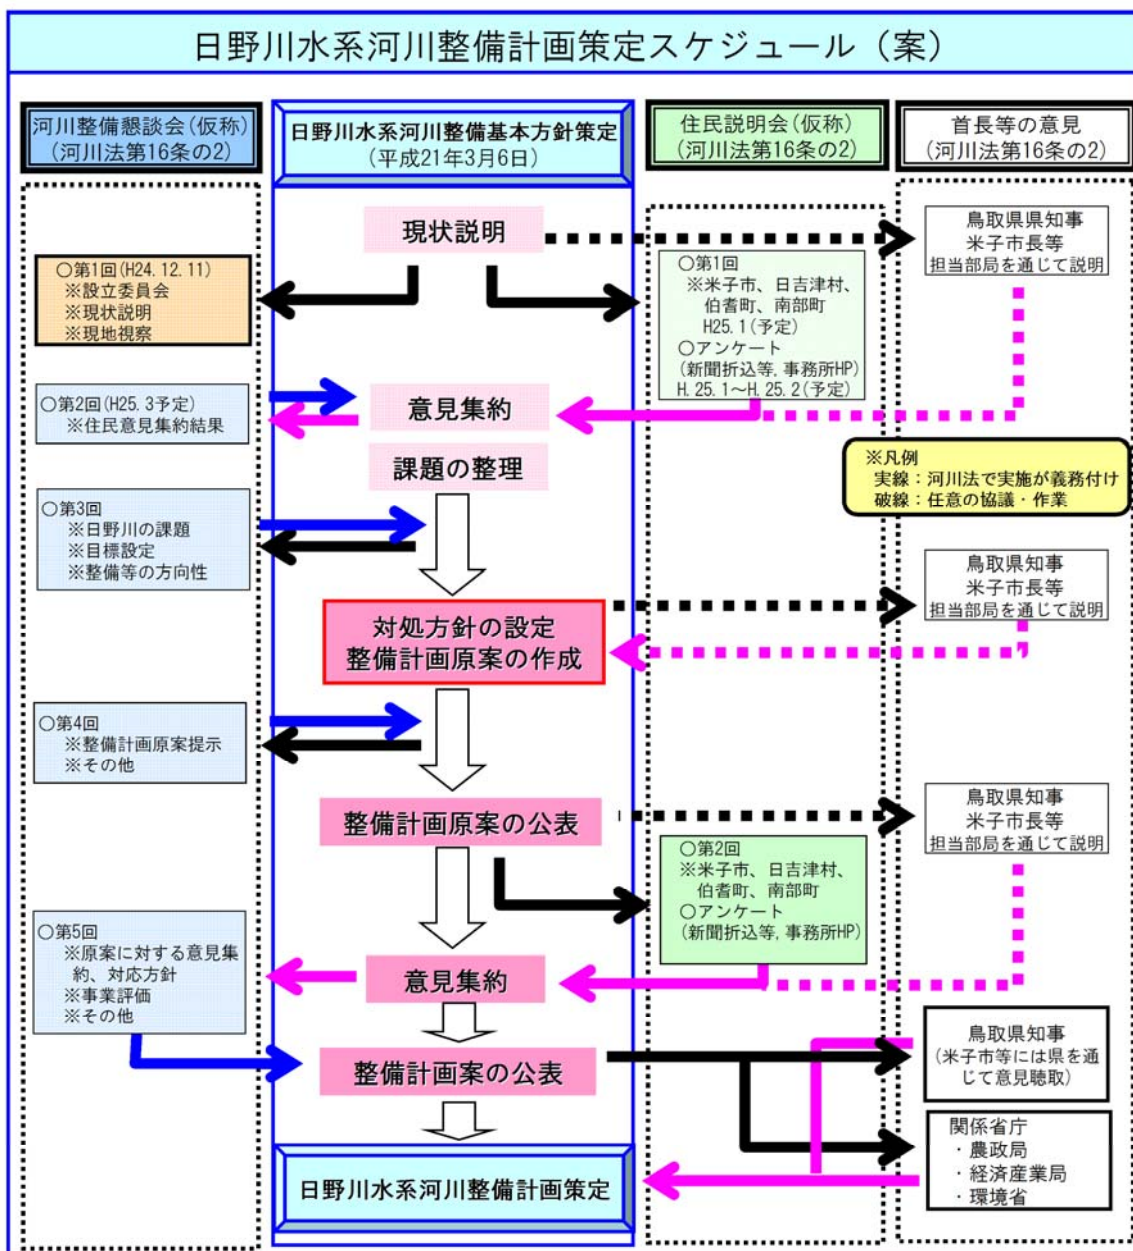 日野川水系河川整備計画策定スケジュール（案）
河川整備懇談会(仮称)
(河川法第16条の2)
日野川水系河川整備基本方針策定
(平成21年3月6日)
住民説明会(仮称)
(河川法第16条の2)
首長等の意見
(河川法第16条の2)
現状説明
鳥取県県知事
米子市長等
担当部局を通じて説明
○第1回(H24.12.11)
※設立委員会
※現状説明
※現地視察
○第1回
※米子市、日吉津村、
伯耆町、南部町
H25.1(予定)
○アンケート
(新聞折込等,事務所HP)
H.25.1～H.25.2(予定)
○第2回(H25.3予定)
※住民意見集約結果
意見集約
課題の整理
※凡例
実線：河川法で実施が義務付け
破線：任意の協議・作業
○第3回
※日野川の課題
※目標設定
※整備等の方向性
鳥取県知事
米子市長等
担当部局を通じて説明
対処方針の設定
整備計画原案の作成
○第4回
※整備計画原案提示
※その他
整備計画原案の公表
鳥取県知事
米子市長等
担当部局を通じて説明
○第2回
※米子市、日吉津村、
伯耆町、南部町
○アンケート
(新聞折込等,事務所HP)
○第5回
※原案に対する意見集
約、対応方針
※事業評価
※その他
意見集約
整備計画案の公表
鳥取県知事
(米子市等には県を通
じて意見聴取)
関係省庁
・農政局
・経済産業局
・環境省
日野川水系河川整備計画策定